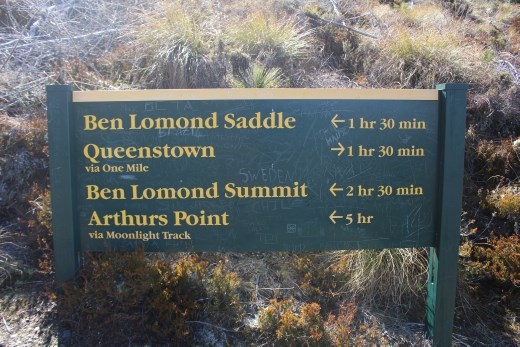 Ben Lomond Saddle ← 1 hr 30 min
Queenstown → 1 hr 30 min
via One Mile
Ben Lomond Summit ← 2 hr 30 min
Arthurs Point ← 5 hr
via Moonlight Track
SWEDEN